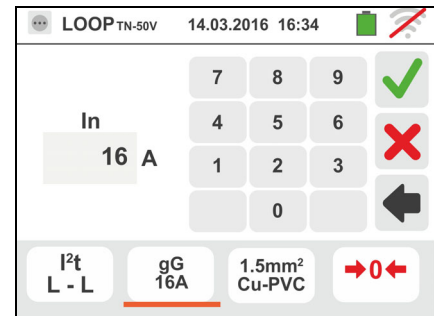 LOOP TN-50V 14.03.2016 16:34
7 8 9
In
4 5 6
16 A
1 2 3
0
I²t gG 1.5mm² →0←
L - L 16A Cu-PVC